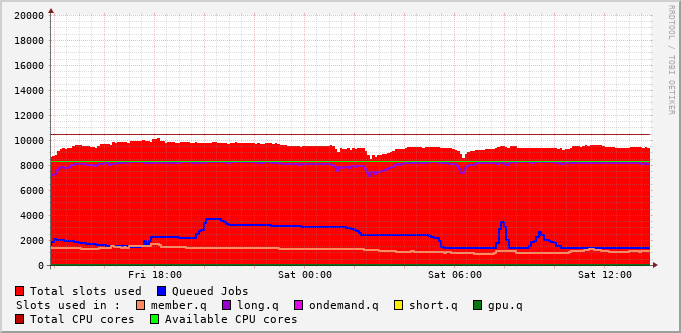 RRDTOOL / TOBI OETIKER
20000
18000
16000
14000
12000
10000
8000
6000
4000
2000
0
Fri 18:00 Sat 00:00 Sat 06:00 Sat 12:00
Total slots used Queued Jobs
Slots used in : member.q long.q ondemand.q short.q gpu.q
Total CPU cores Available CPU cores